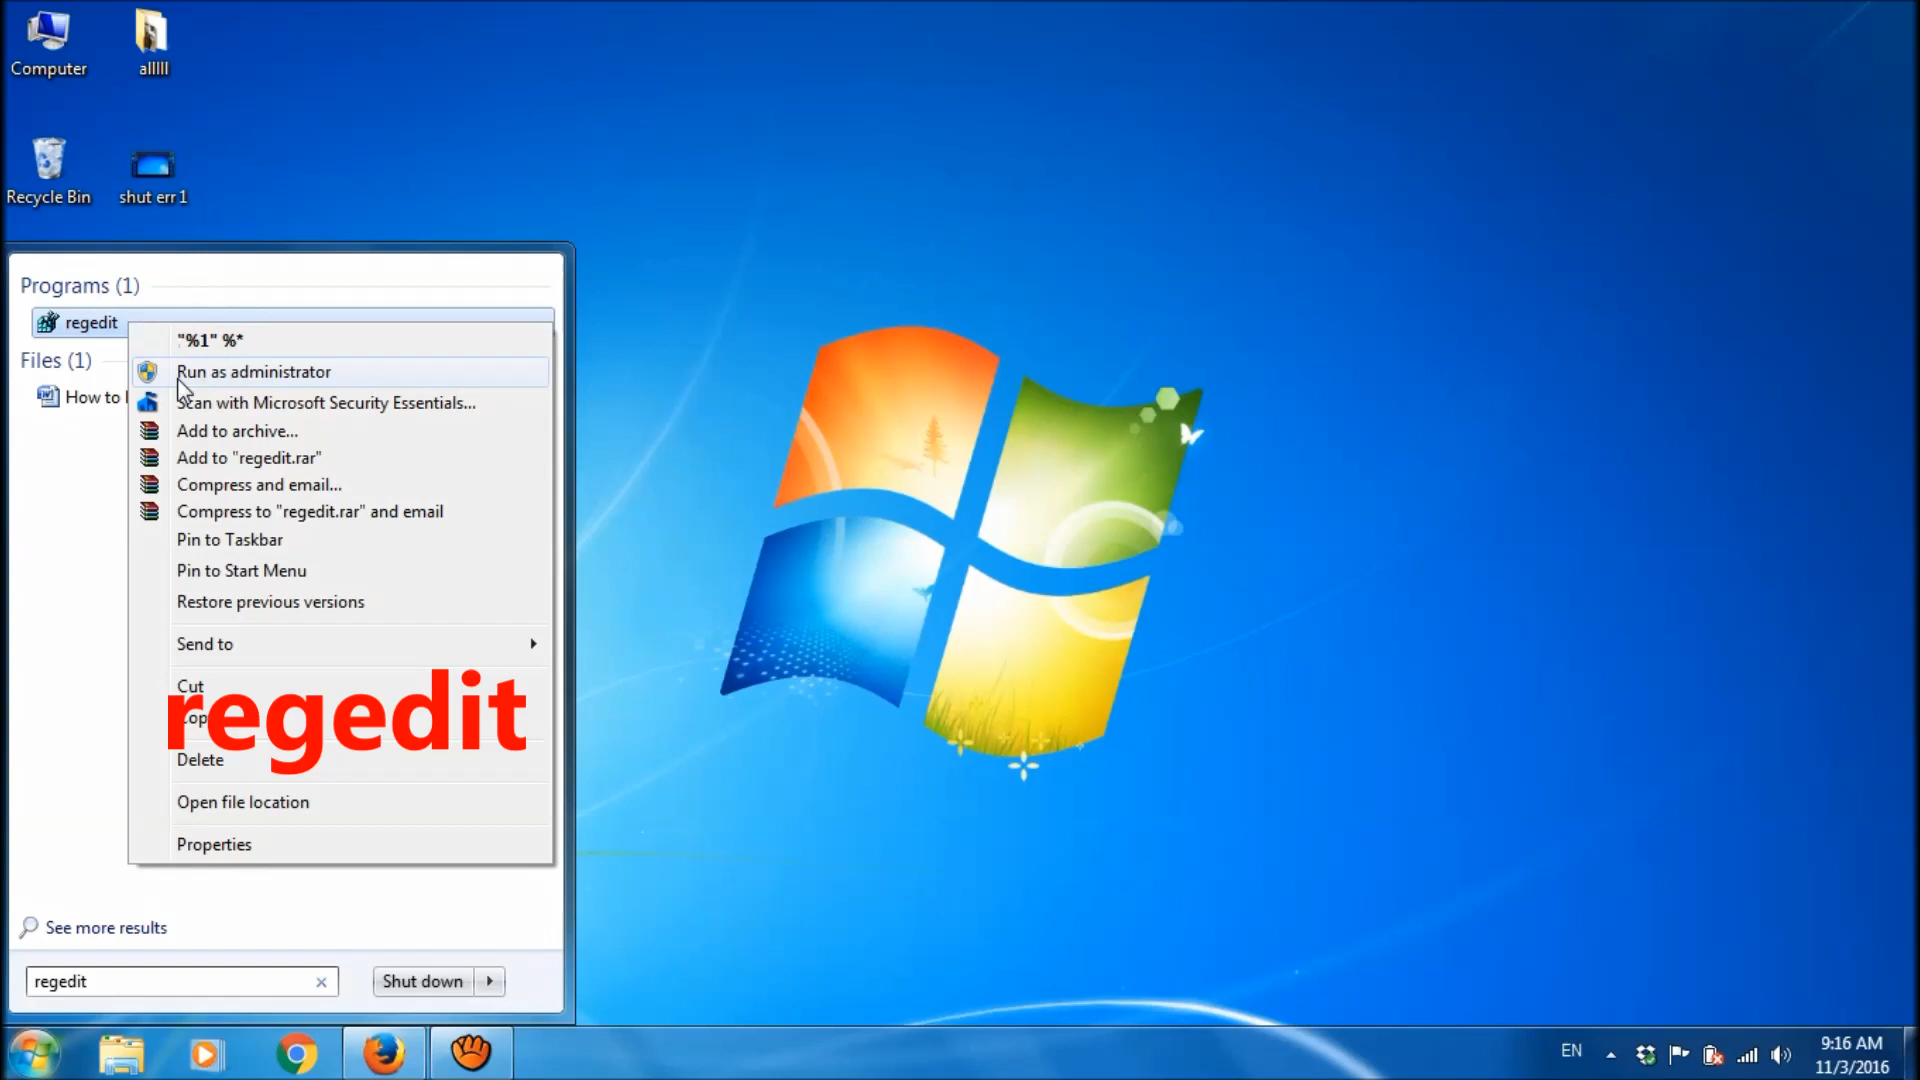 Computer
alllll
Recycle Bin
shut err 1
Programs (1)
regedit
"%1" %*
Files (1)
Run as administrator
How to
Scan with Microsoft Security Essentials...
Add to archive...
Add to "regedit.rar"
Compress and email...
Compress to "regedit.rar" and email
Pin to Taskbar
Pin to Start Menu
Restore previous versions
Send to
Cut
regedit
Delete
Open file location
Properties
See more results
regedit
Shut down
EN
9:16 AM
11/3/2016